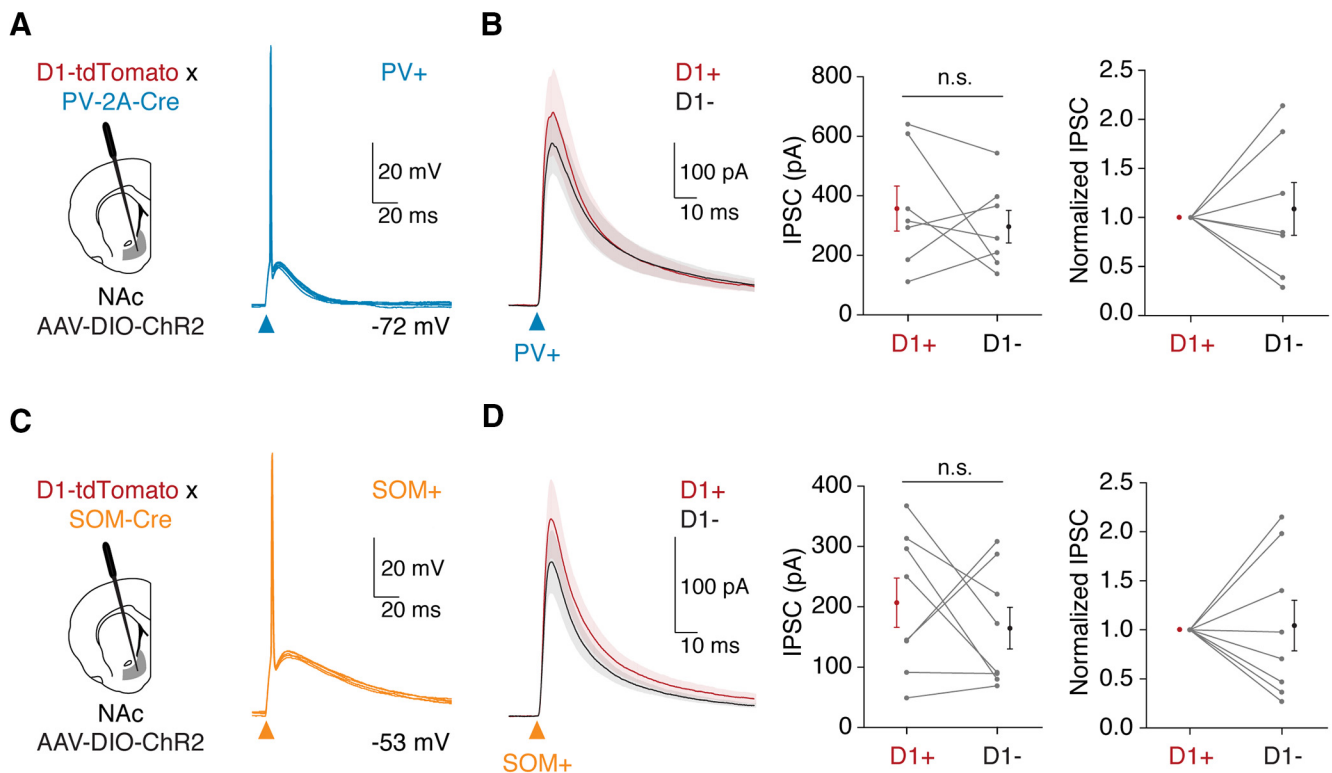 A
D1-tdTomato x
PV-2A-Cre
NAc
AAV-DIO-ChR2
PV+
20 mV
20 ms
-72 mV
B
D1+
D1-
100 pA
10 ms
PV+
n.s.
IPSC (pA)
800
600
400
200
0
D1+ D1-
Normalized IPSC
2.5
2.0
1.5
1.0
0.5
0.0
D1+ D1-
C
D1-tdTomato x
SOM-Cre
NAc
AAV-DIO-ChR2
SOM+
20 mV
20 ms
-53 mV
D
D1+
D1-
100 pA
10 ms
SOM+
n.s.
IPSC (pA)
400
300
200
100
0
D1+ D1-
Normalized IPSC
2.5
2.0
1.5
1.0
0.5
0.0
D1+ D1-